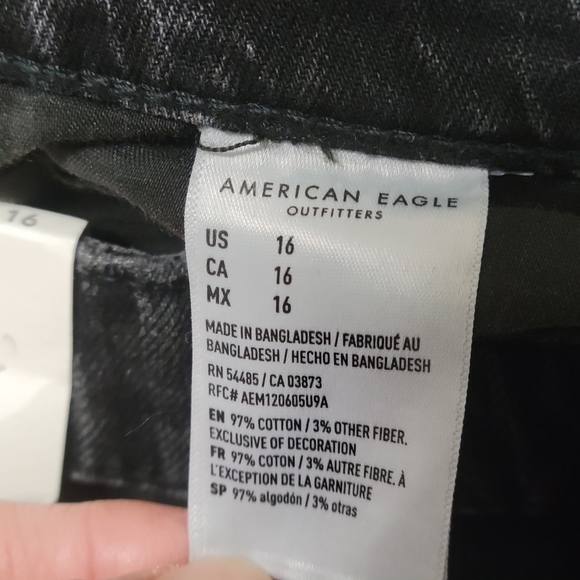 16
AMERICAN EAGLE
OUTFITTERS
US 16
CA 16
MX 16
MADE IN BANGLADESH / FABRIQUÉ AU
BANGLADESH / HECHO EN BANGLADESH
RN 54485 / CA 03873
RFC# AEM120605U9A
EN 97% COTTON / 3% OTHER FIBER.
EXCLUSIVE OF DECORATION
FR 97% COTON / 3% AUTRE FIBRE. À
L'EXCEPTION DE LA GARNITURE
SP 97% algodón / 3% otras